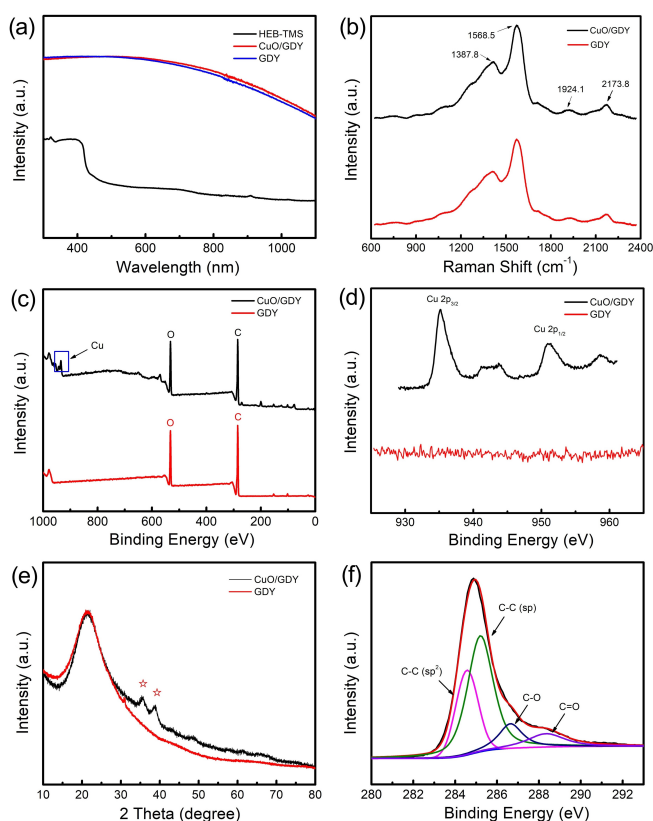 (a)
HEB-TMS
CuO/GDY
GDY
Intensity (a.u.)
400 600 800 1000
Wavelength (nm)
(b)
CuO/GDY
GDY
1568.5
1387.8
1924.1
2173.8
Intensity (a.u.)
600 900 1200 1500 1800 2100 2400
Raman Shift (cm⁻¹)
(c)
CuO/GDY
GDY
Cu
O
C
O
C
Intensity (a.u.)
1000 800 600 400 200 0
Binding Energy (eV)
(d)
Cu 2p₃/₂
CuO/GDY
GDY
Cu 2p₁/₂
Intensity (a.u.)
930 940 950 960
Binding Energy (eV)
(e)
CuO/GDY
GDY
Intensity (a.u.)
10 20 30 40 50 60 70 80
2 Theta (degree)
(f)
C-C (sp)
C-C (sp²)
C-O
C=O
Intensity (a.u.)
280 282 284 286 288 290 292
Binding Energy (eV)